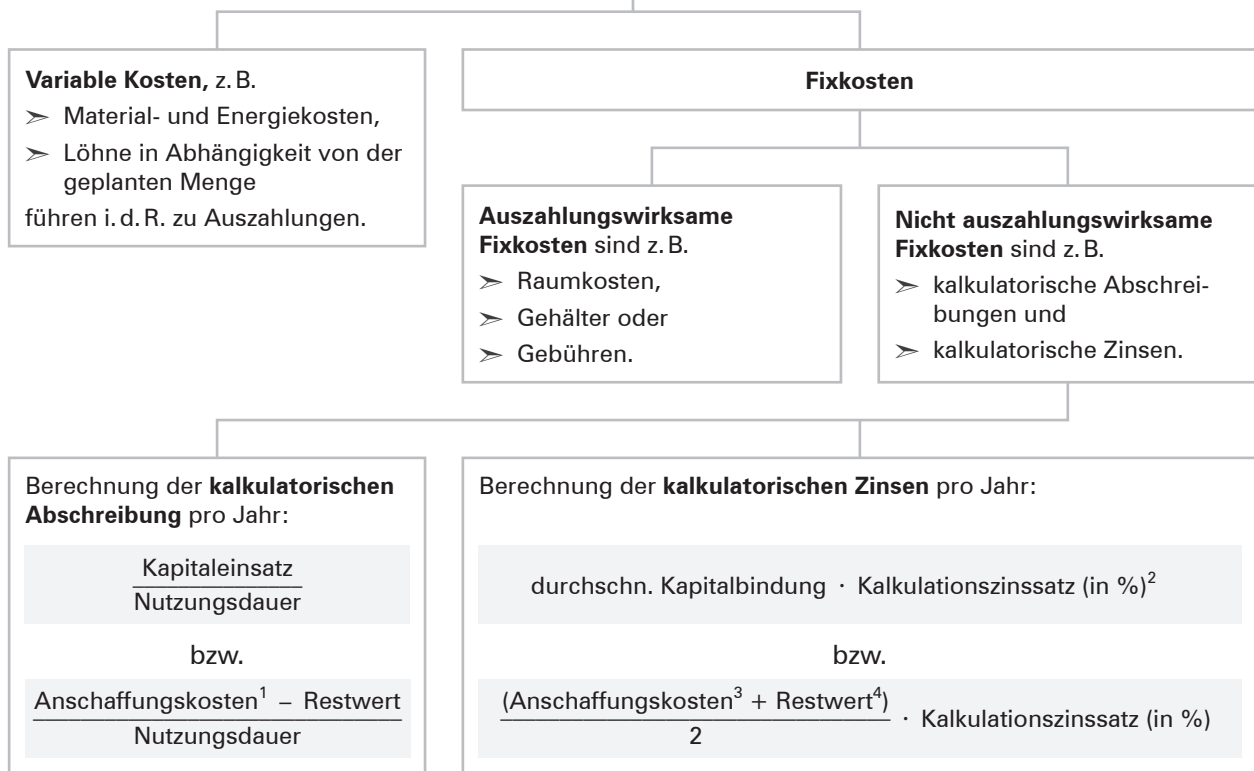 Variable Kosten, z. B.
➢ Material- und Energiekosten,
➢ Löhne in Abhängigkeit von der
geplanten Menge
führen i. d. R. zu Auszahlungen.
Fixkosten
Auszahlungswirksame
Fixkosten sind z. B.
➢ Raumkosten,
➢ Gehälter oder
➢ Gebühren.
Nicht auszahlungswirksame
Fixkosten sind z. B.
➢ kalkulatorische Abschrei-
bungen und
➢ kalkulatorische Zinsen.
Berechnung der kalkulatorischen
Abschreibung pro Jahr:
Kapitaleinsatz
Nutzungsdauer
bzw.
Anschaffungskosten¹ – Restwert
Nutzungsdauer
Berechnung der kalkulatorischen Zinsen pro Jahr:
durchschn. Kapitalbindung · Kalkulationszinssatz (in %)²
bzw.
(Anschaffungskosten³ + Restwert⁴)
2
· Kalkulationszinssatz (in %)